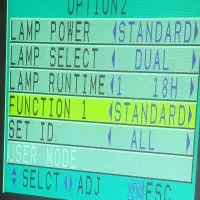 OPTION2
LAMP POWER STANDARD
LAMP SELECT DUAL
LAMP RUNTIME 1 18H
FUNCTION 1 STANDARD
SET ID ALL
USER MODE
SELCT ADJ MENU ESC